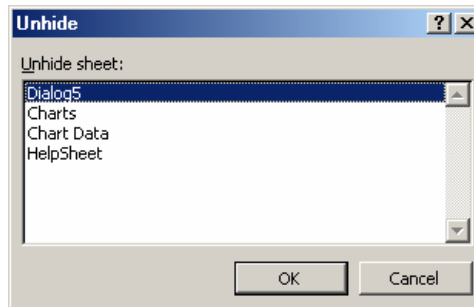 Unhide
Unhide sheet:
Dialog5
Charts
Chart Data
HelpSheet
OK Cancel